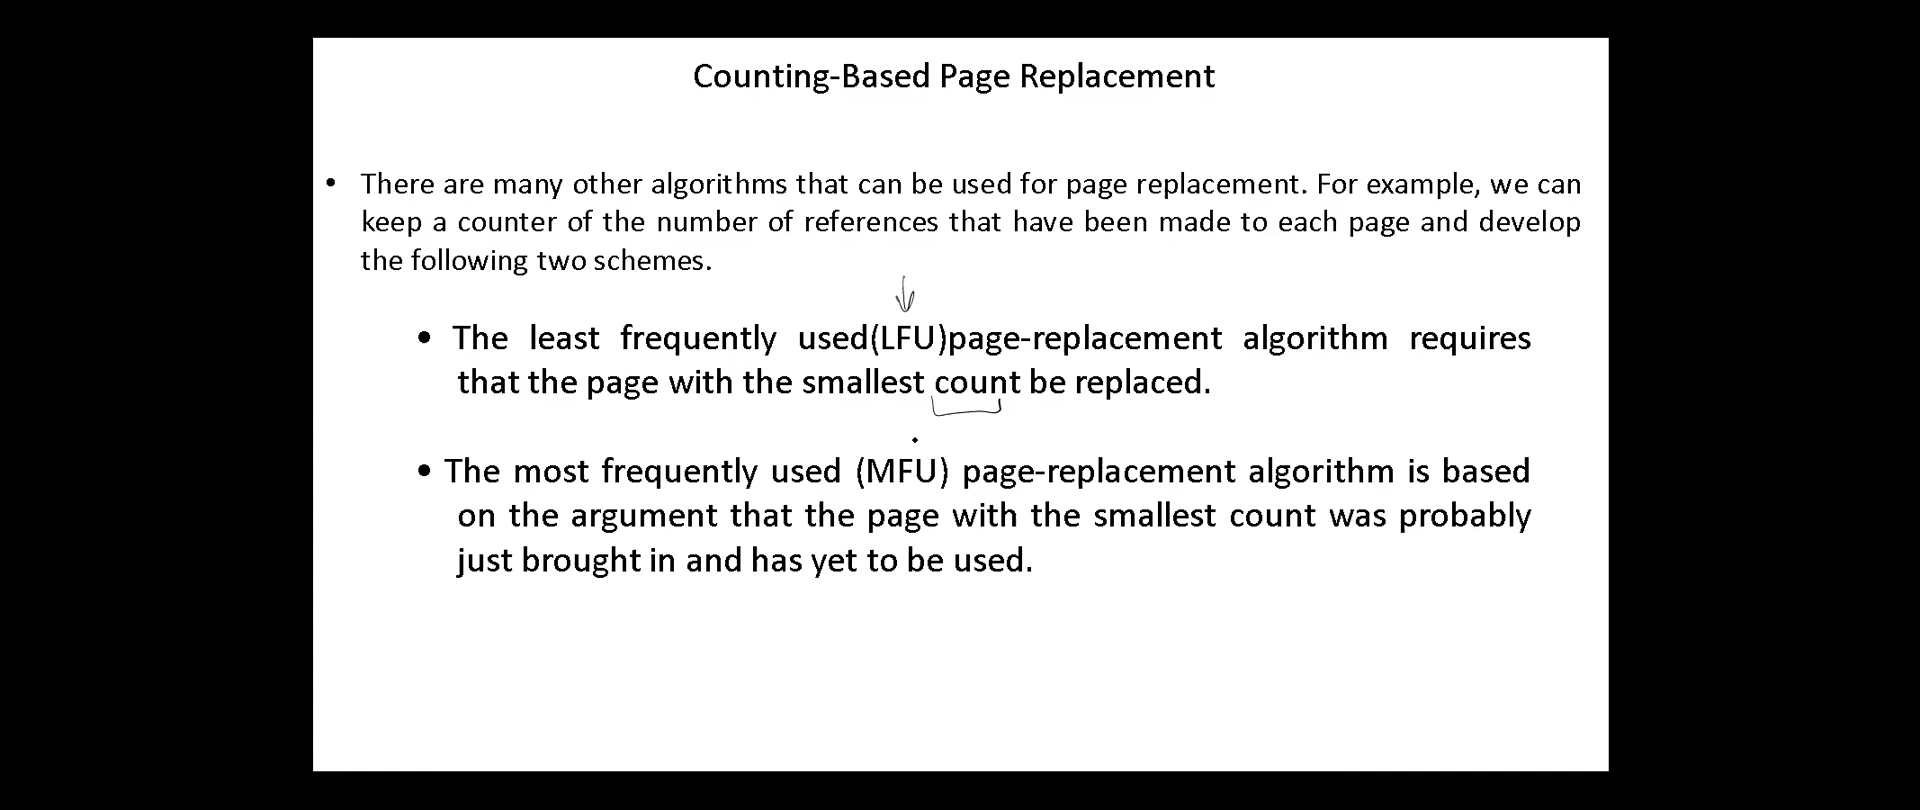 Counting-Based Page Replacement
• There are many other algorithms that can be used for page replacement. For example, we can
keep a counter of the number of references that have been made to each page and develop
the following two schemes.
• The least frequently used(LFU)page-replacement algorithm requires
that the page with the smallest count be replaced.
• The most frequently used (MFU) page-replacement algorithm is based
on the argument that the page with the smallest count was probably
just brought in and has yet to be used.